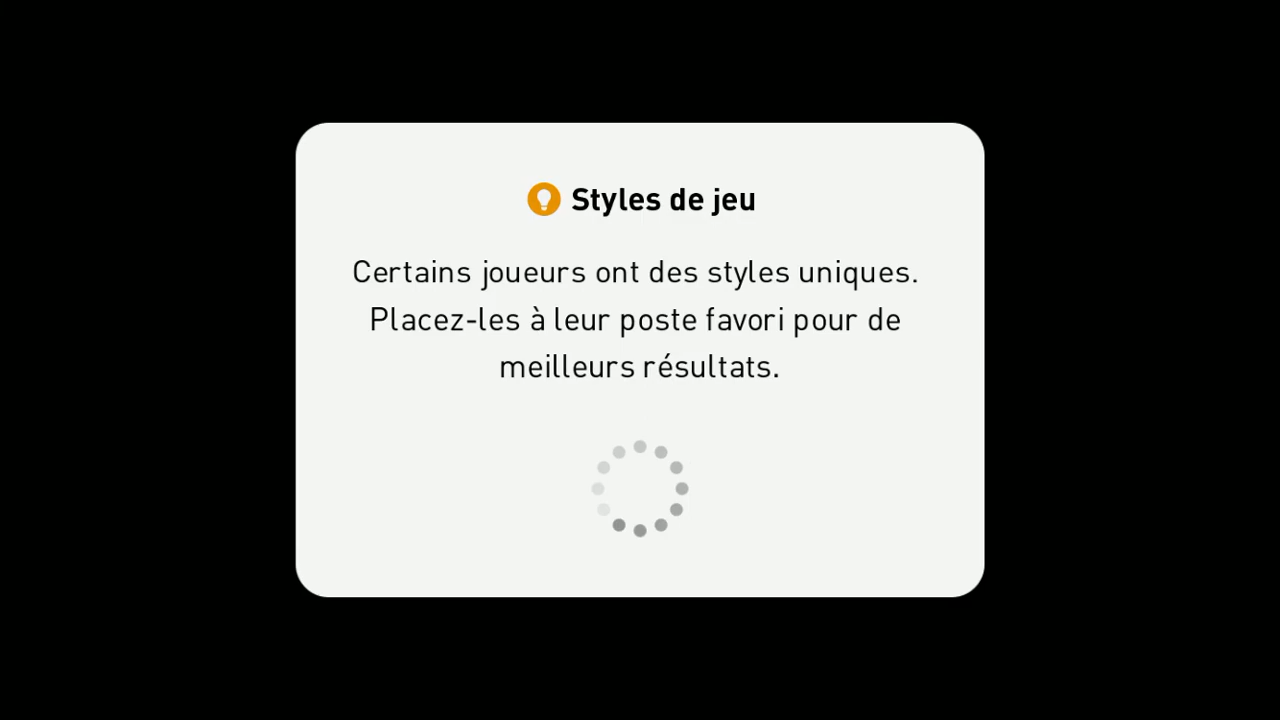 Styles de jeu
Certains joueurs ont des styles uniques.
Placez-les à leur poste favori pour de
meilleurs résultats.